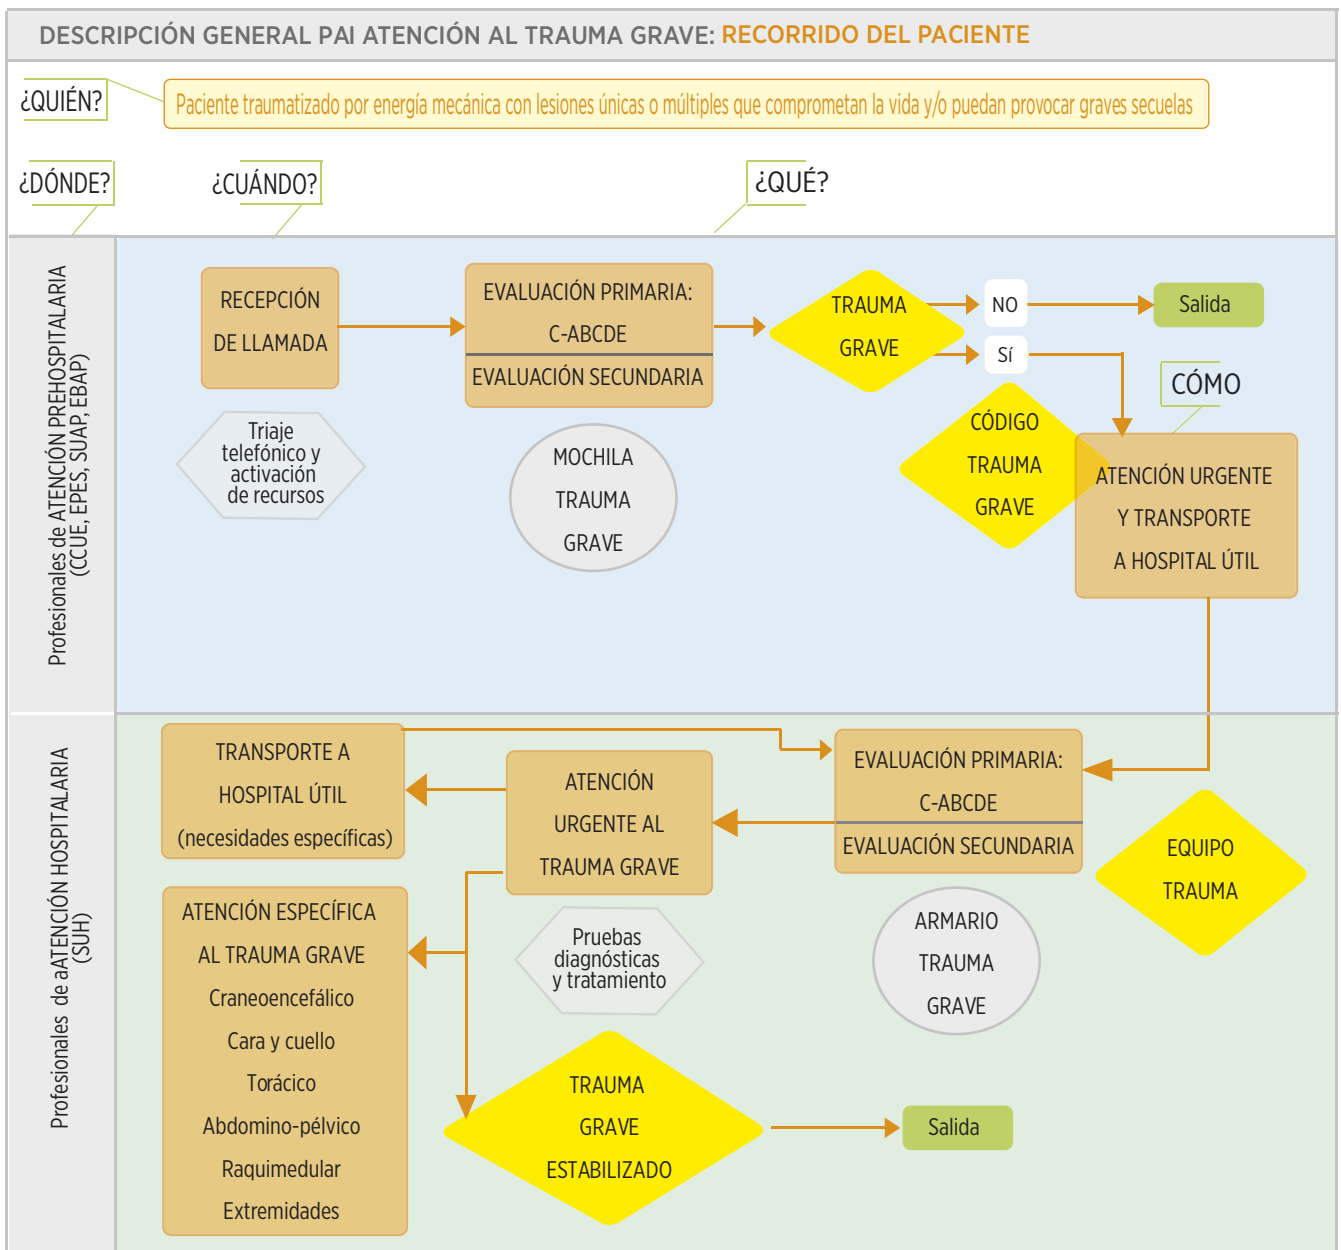 DESCRIPCIÓN GENERAL PAI ATENCIÓN AL TRAUMA GRAVE: RECORRIDO DEL PACIENTE
¿QUIÉN?
Paciente traumatizado por energía mecánica con lesiones únicas o múltiples que comprometan la vida y/o puedan provocar graves secuelas
¿DÓNDE?
¿CUÁNDO?
¿QUÉ?
Profesionales de ATENCIÓN PREHOSPITALARIA
(CCUE, EPES, SUAP, EBAP)
RECEPCIÓN
DE LLAMADA
EVALUACIÓN PRIMARIA:
C-ABCDE
EVALUACIÓN SECUNDARIA
TRAUMA
GRAVE
NO
Salida
Sí
CÓMO
Triaje
telefónico y
activación
de recursos
MOCHILA
TRAUMA
GRAVE
CÓDIGO
TRAUMA
GRAVE
ATENCIÓN URGENTE
Y TRANSPORTE
A HOSPITAL ÚTIL
Profesionales de aATENCIÓN HOSPITALARIA
(SUH)
TRANSPORTE A
HOSPITAL ÚTIL
(necesidades específicas)
ATENCIÓN
URGENTE AL
TRAUMA GRAVE
EVALUACIÓN PRIMARIA:
C-ABCDE
EVALUACIÓN SECUNDARIA
EQUIPO
TRAUMA
ATENCIÓN ESPECÍFICA
AL TRAUMA GRAVE
Craneoencefálico
Cara y cuello
Torácico
Abdomino-pélvico
Raquimedular
Extremidades
Pruebas
diagnósticas
y tratamiento
ARMARIO
TRAUMA
GRAVE
TRAUMA
GRAVE
ESTABILIZADO
Salida